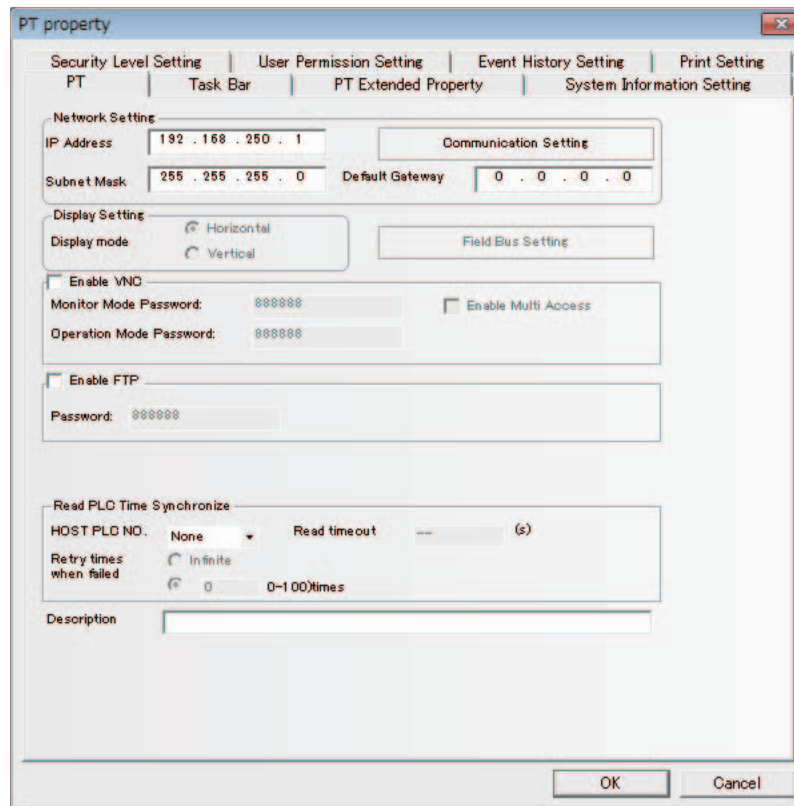 PT property
Security Level Setting User Permission Setting Event History Setting Print Setting
PT Task Bar PT Extended Property System Information Setting
Network Setting
IP Address 192 . 168 . 250 . 1 Communication Setting
Subnet Mask 255 . 255 . 255 . 0 Default Gateway 0 . 0 . 0 . 0
Display Setting
Display mode Horizontal
Vertical
Field Bus Setting
Enable VNC
Monitor Mode Password: 888888 Enable Multi Access
Operation Mode Password: 888888
Enable FTP
Password: 888888
Read PLC Time Synchronize
HOST PLC NO. None Read timeout -- (s)
Retry times
when failed
Infinite
0 0-100)times
Description
OK Cancel